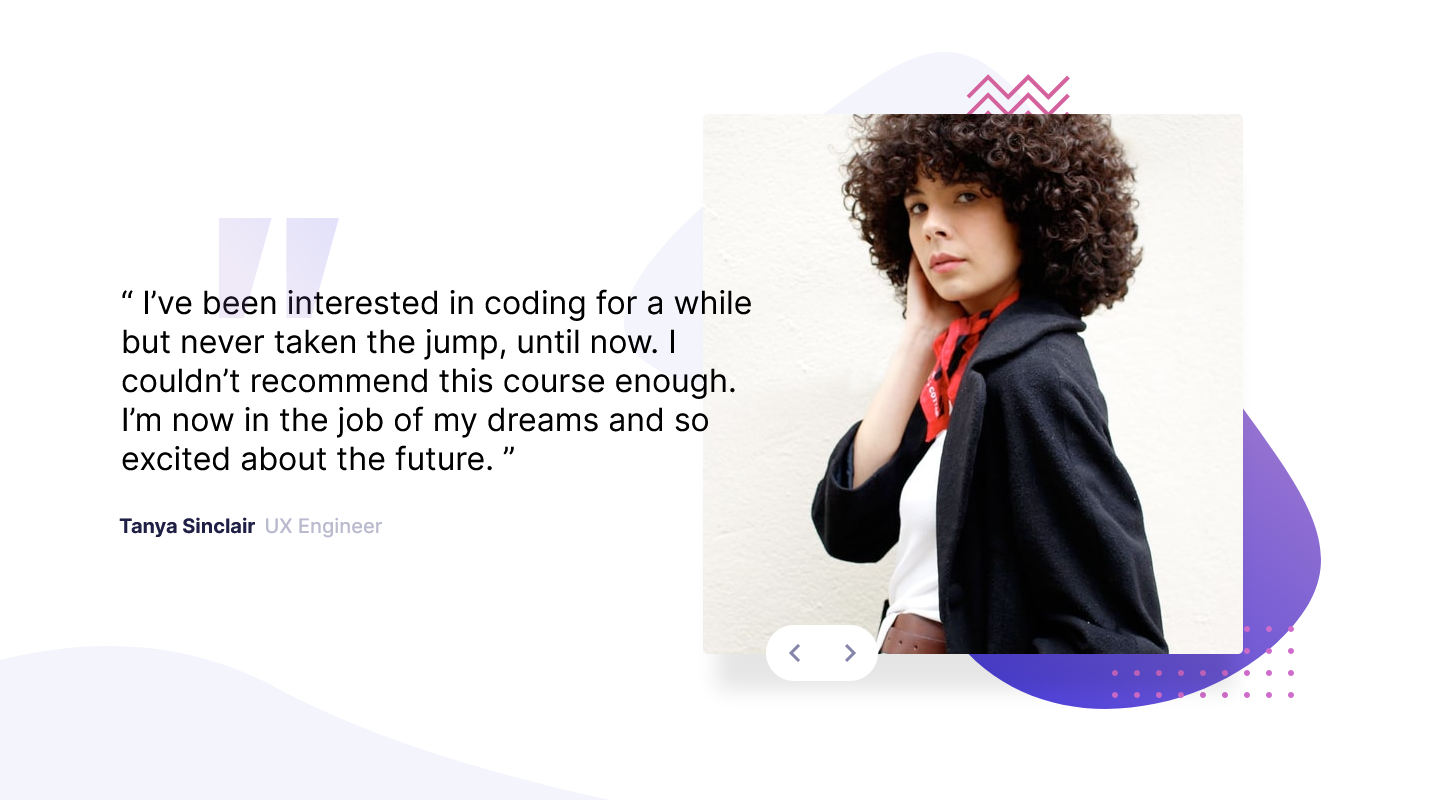 “ I’ve been interested in coding for a while
but never taken the jump, until now. I
couldn’t recommend this course enough.
I’m now in the job of my dreams and so
excited about the future. ”
Tanya Sinclair UX Engineer